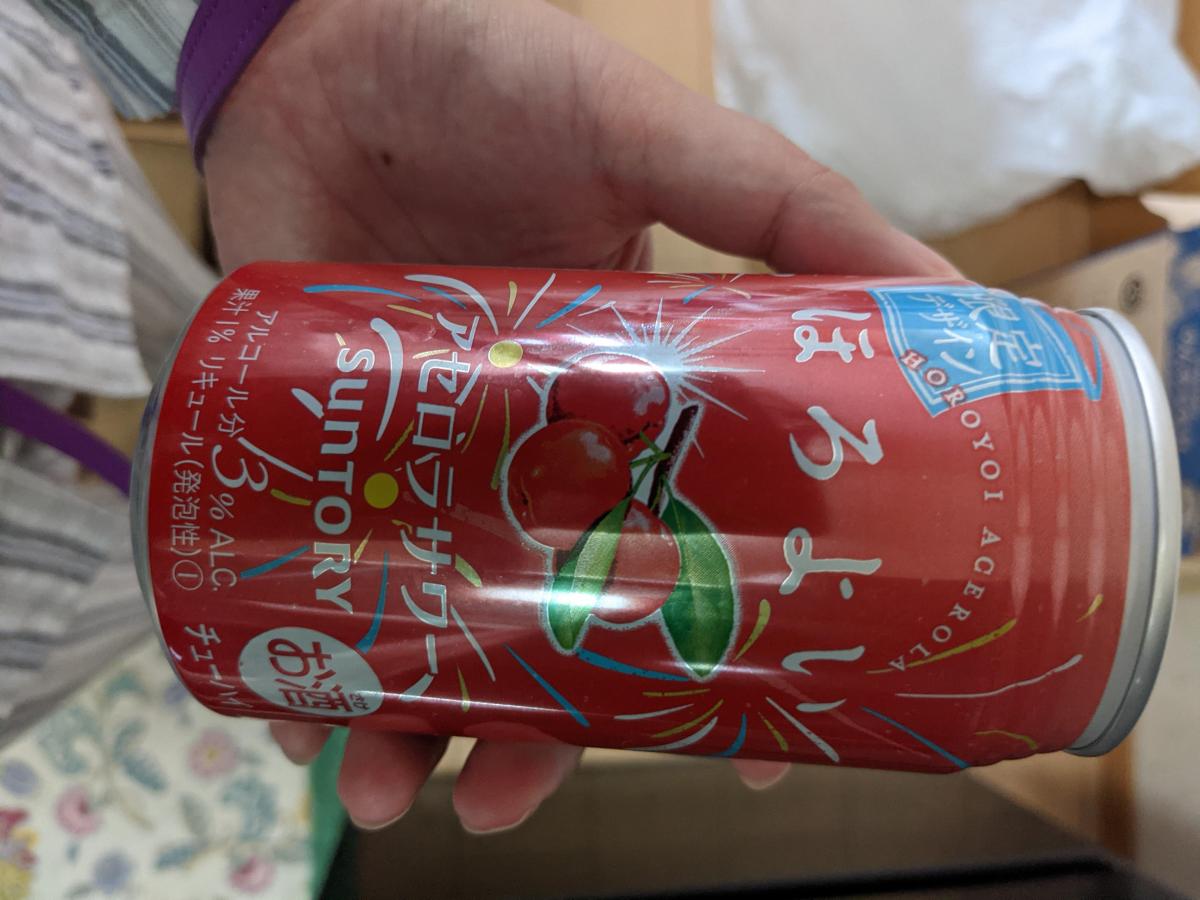 限定
デザイン
HOROYOI ACEROLA
ほろよい
アセロラサワー
SUNTORY
お酒
アルコール分3% ALC.
果汁1% リキュール(発泡性)①
チューハイ